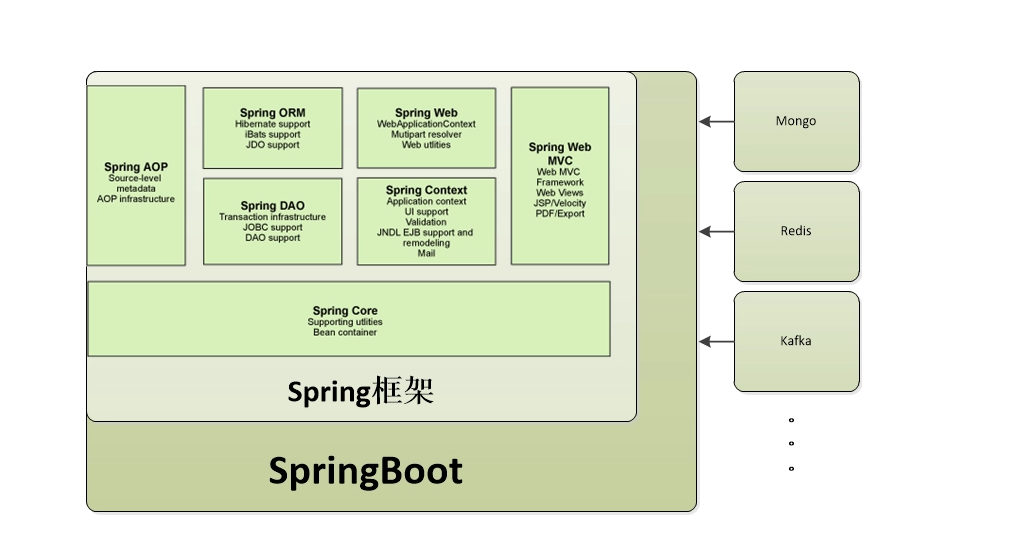 Spring AOP
Source-level
metadata
AOP infrastructure
Spring ORM
Hibernate support
iBats support
JDO support
Spring Web
WebApplicationContext
Mutipart resolver
Web utlities
Spring Web
MVC
Web MVC
Framework
Web Views
JSP/Velocity
PDF/Export
Spring DAO
Transaction infrastructure
JOBC support
DAO support
Spring Context
Application context
UI support
Validation
JNDL EJB support and
remodeling
Mail
Spring Core
Supporting utlities
Bean container
Spring框架
SpringBoot
Mongo
Redis
Kafka